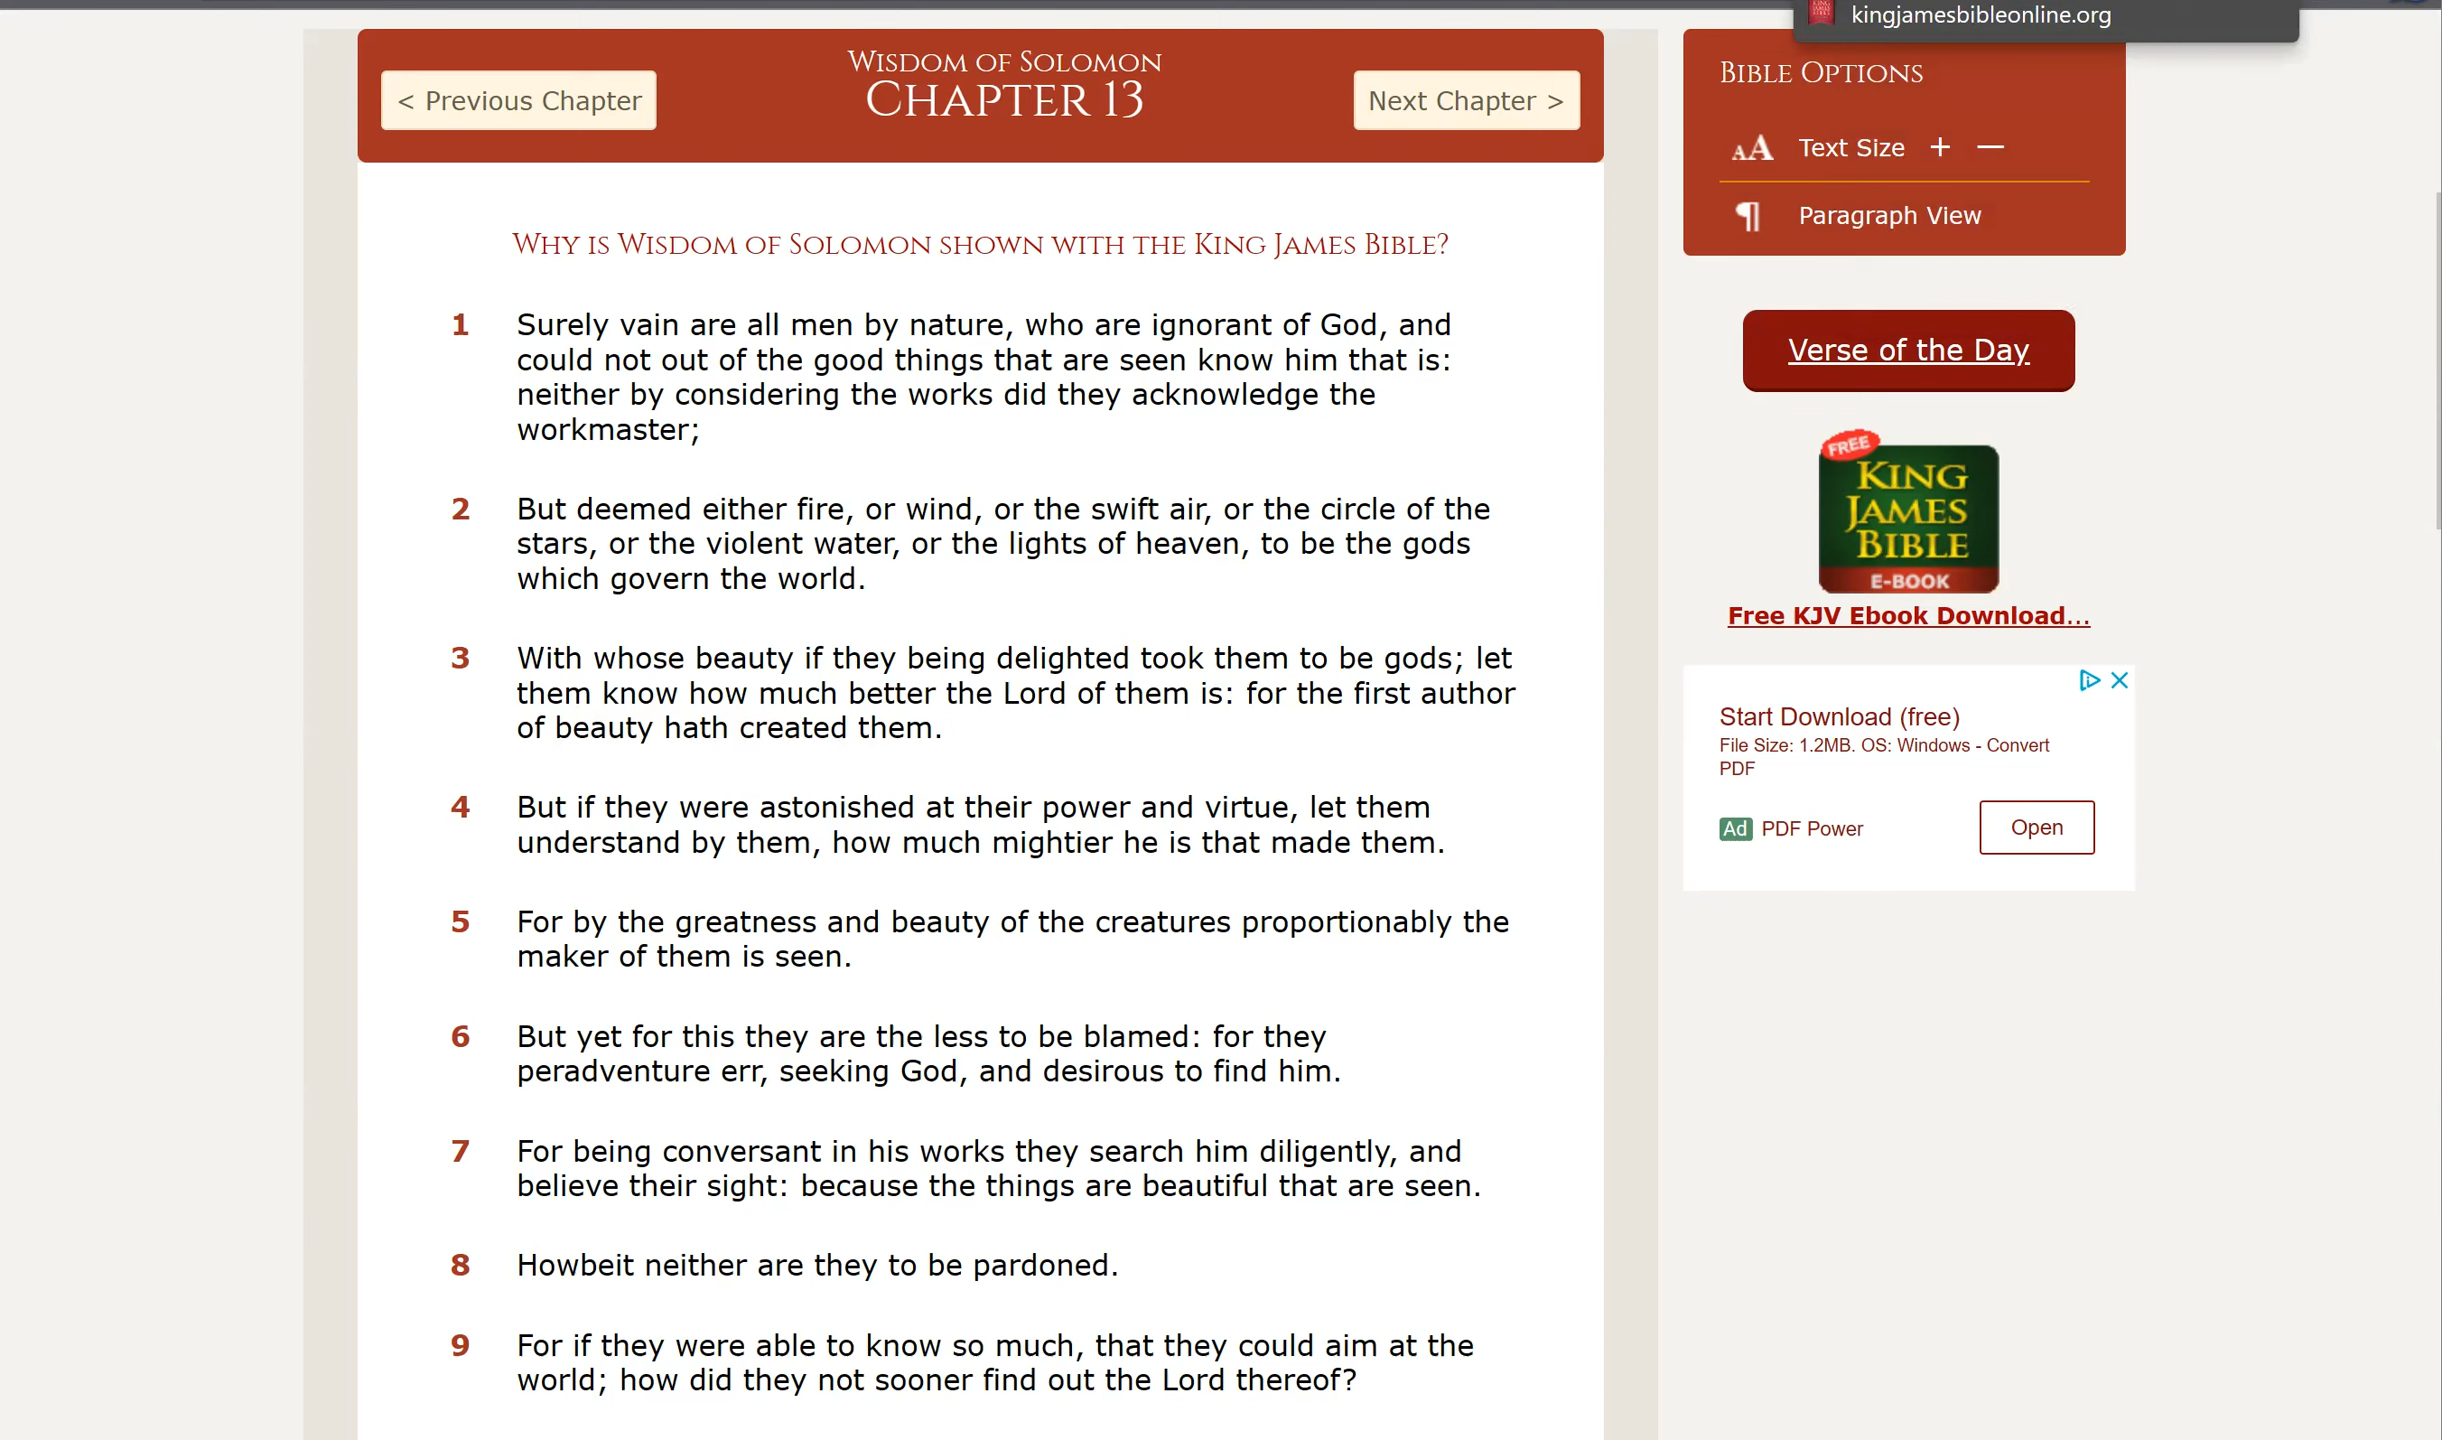 kingjamesbibleonline.org
< Previous Chapter
Wisdom of Solomon
Chapter 13
Next Chapter >
Why is Wisdom of Solomon shown with the King James Bible?
1 Surely vain are all men by nature, who are ignorant of God, and
could not out of the good things that are seen know him that is:
neither by considering the works did they acknowledge the
workmaster;
2 But deemed either fire, or wind, or the swift air, or the circle of the
stars, or the violent water, or the lights of heaven, to be the gods
which govern the world.
3 With whose beauty if they being delighted took them to be gods; let
them know how much better the Lord of them is: for the first author
of beauty hath created them.
4 But if they were astonished at their power and virtue, let them
understand by them, how much mightier he is that made them.
5 For by the greatness and beauty of the creatures proportionably the
maker of them is seen.
6 But yet for this they are the less to be blamed: for they
peradventure err, seeking God, and desirous to find him.
7 For being conversant in his works they search him diligently, and
believe their sight: because the things are beautiful that are seen.
8 Howbeit neither are they to be pardoned.
9 For if they were able to know so much, that they could aim at the
world; how did they not sooner find out the Lord thereof?
Bible Options
AA Text Size + —
¶ Paragraph View
Verse of the Day
FREE
KING
JAMES
BIBLE
E-BOOK
Free KJV Ebook Download...
Start Download (free)
File Size: 1.2MB. OS: Windows - Convert
PDF
Ad PDF Power
Open